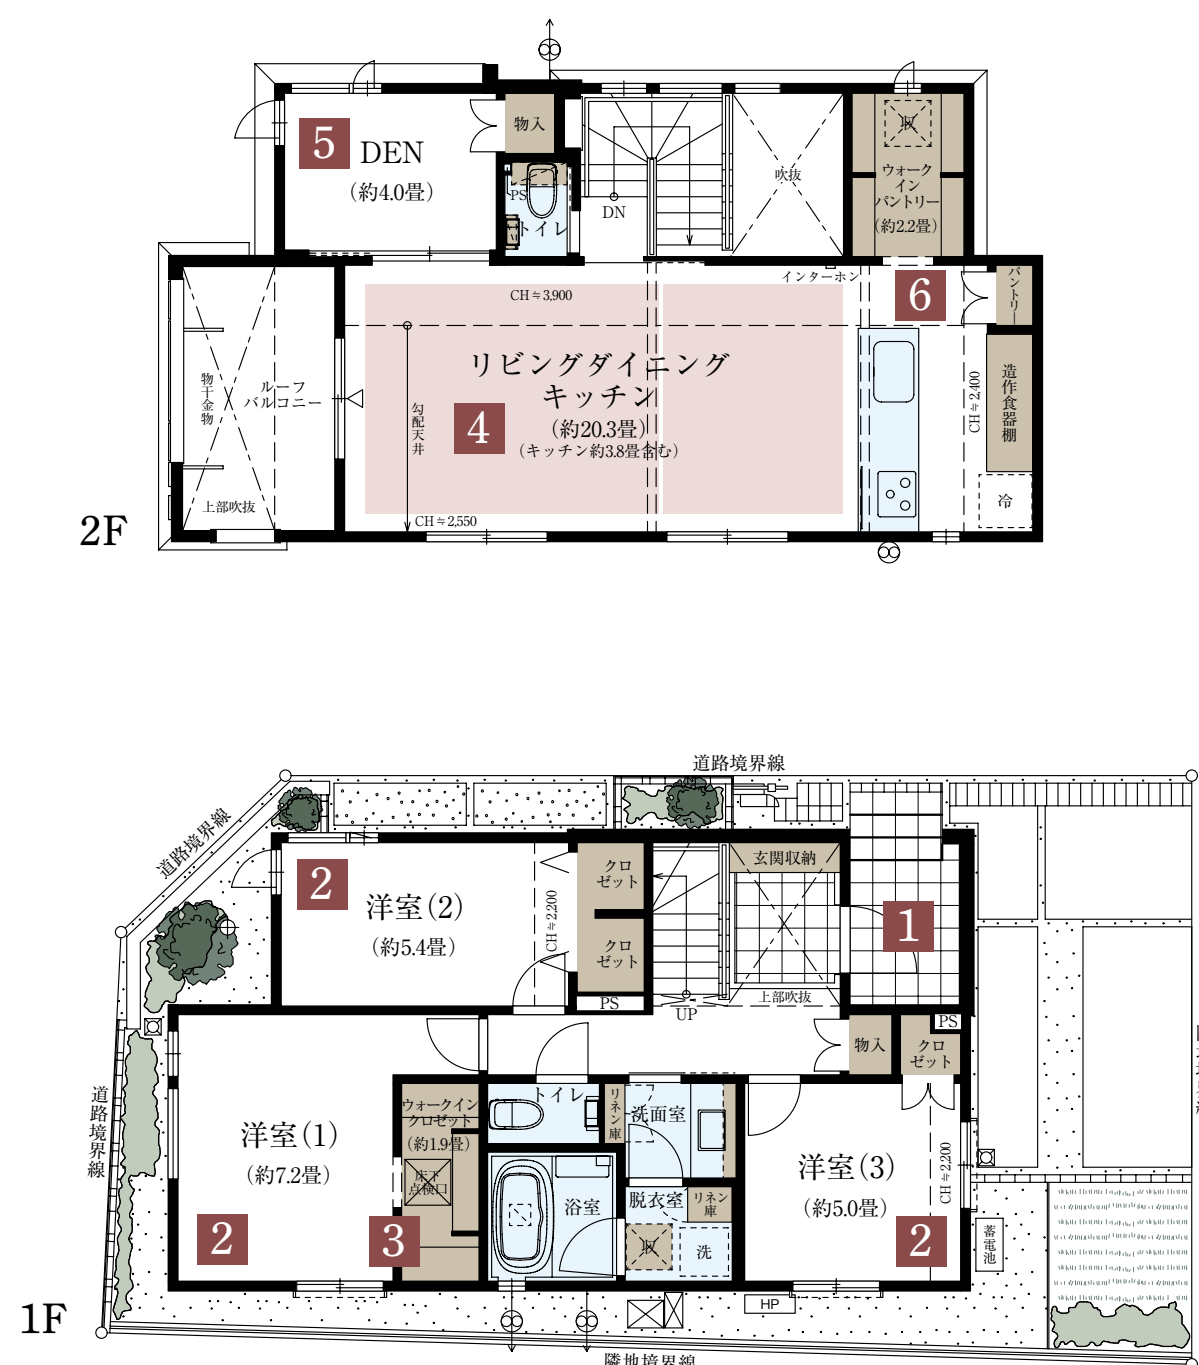 5
DEN
（約4.0畳）
物入
PS
トイレ
DN
吹抜
収
ウォーク
イン
パントリー
（約2.2畳）
インターホン
6
パントリー
CH≒3,900
リビングダイニング
キッチン
（約20.3畳）
（キッチン約3.8畳含む）
4
勾配天井
CH≒2,550
物干金物
ルーフ
バルコニー
上部吹抜
CH≒2,400
造作食器棚
冷
2F
道路境界線
道路境界線
道路境界線
2
洋室(2)
（約5.4畳）
CH≒2,200
クロ
ゼット
クロ
ゼット
PS
UP
玄関収納
上部吹抜
1
物入
PS
クロ
ゼット
洋室(1)
（約7.2畳）
2
ウォークイン
クロゼット
（約1.9畳）
床下
点検口
3
トイレ
リネン庫
洗面室
浴室
脱衣室
リネン
庫
収
洗
洋室(3)
（約5.0畳）
CH≒2,200
2
蓄電池
HP
1F
隣地境界線